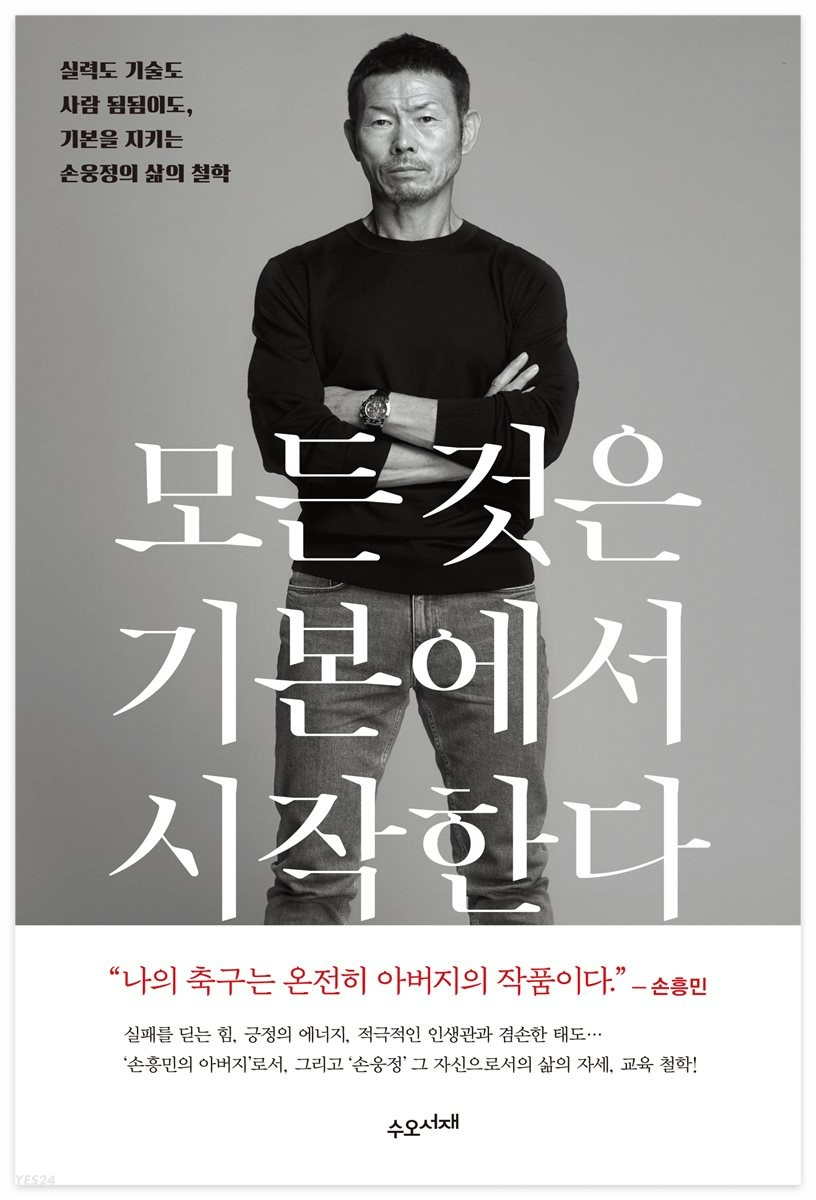 실력도 기술도
사람 됨됨이도,
기본을 지키는
손웅정의 삶의 철학
모든 것은
기본에서
시작한다
“나의 축구는 온전히 아버지의 작품이다.” – 손흥민
실패를 딛는 힘, 긍정의 에너지, 적극적인 인생관과 겸손한 태도…
‘손흥민의 아버지’로서, 그리고 ‘손웅정’ 그 자신으로서의 삶의 자세, 교육 철학!
수오서재
YES24